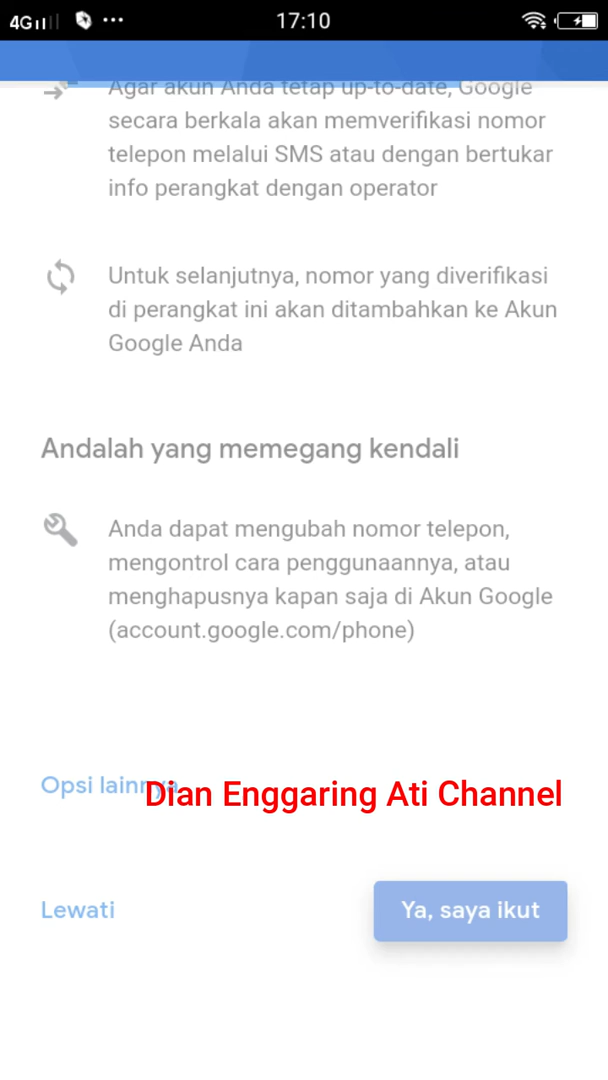 4G
17:10
Agar akun Anda tetap up-to-date, Google
secara berkala akan memverifikasi nomor
telepon melalui SMS atau dengan bertukar
info perangkat dengan operator
Untuk selanjutnya, nomor yang diverifikasi
di perangkat ini akan ditambahkan ke Akun
Google Anda
Andalah yang memegang kendali
Anda dapat mengubah nomor telepon,
mengontrol cara penggunaannya, atau
menghapusnya kapan saja di Akun Google
(account.google.com/phone)
Opsi lainnya
Dian Enggaring Ati Channel
Lewati
Ya, saya ikut